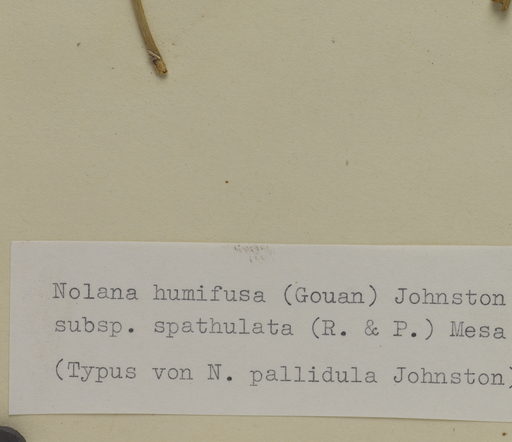 Nolana humifusa (Gouan) Johnston
subsp. spathulata (R. & P.) Mesa
(Typus von N. pallidula Johnston)